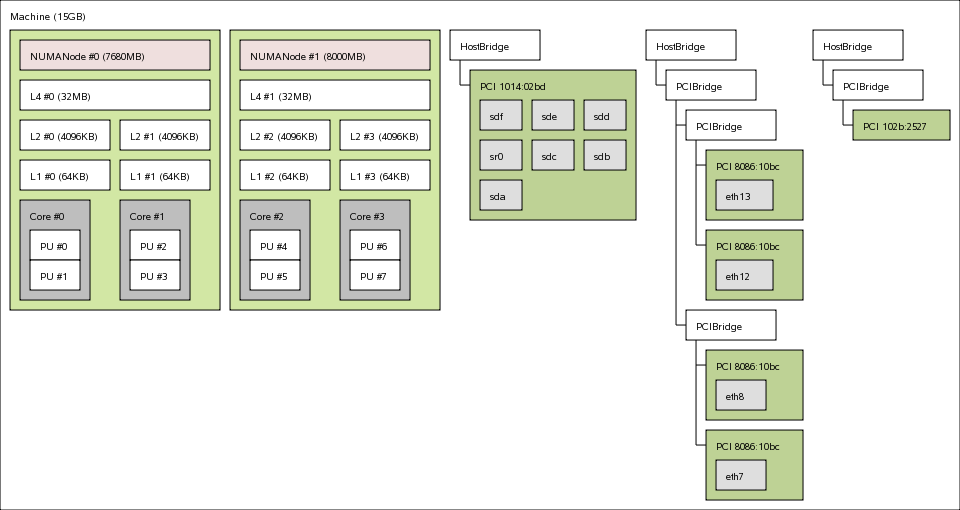 Machine (15GB)
NUMANode #0 (7680MB)
L4 #0 (32MB)
L2 #0 (4096KB)
L2 #1 (4096KB)
L1 #0 (64KB)
L1 #1 (64KB)
Core #0
PU #0
PU #1
Core #1
PU #2
PU #3
NUMANode #1 (8000MB)
L4 #1 (32MB)
L2 #2 (4096KB)
L2 #3 (4096KB)
L1 #2 (64KB)
L1 #3 (64KB)
Core #2
PU #4
PU #5
Core #3
PU #6
PU #7
HostBridge
PCI 1014:02bd
sdf
sde
sdd
sr0
sdc
sdb
sda
HostBridge
PCIBridge
PCIBridge
PCI 8086:10bc
eth13
PCI 8086:10bc
eth12
PCIBridge
PCI 8086:10bc
eth8
PCI 8086:10bc
eth7
HostBridge
PCIBridge
PCI 102b:2527